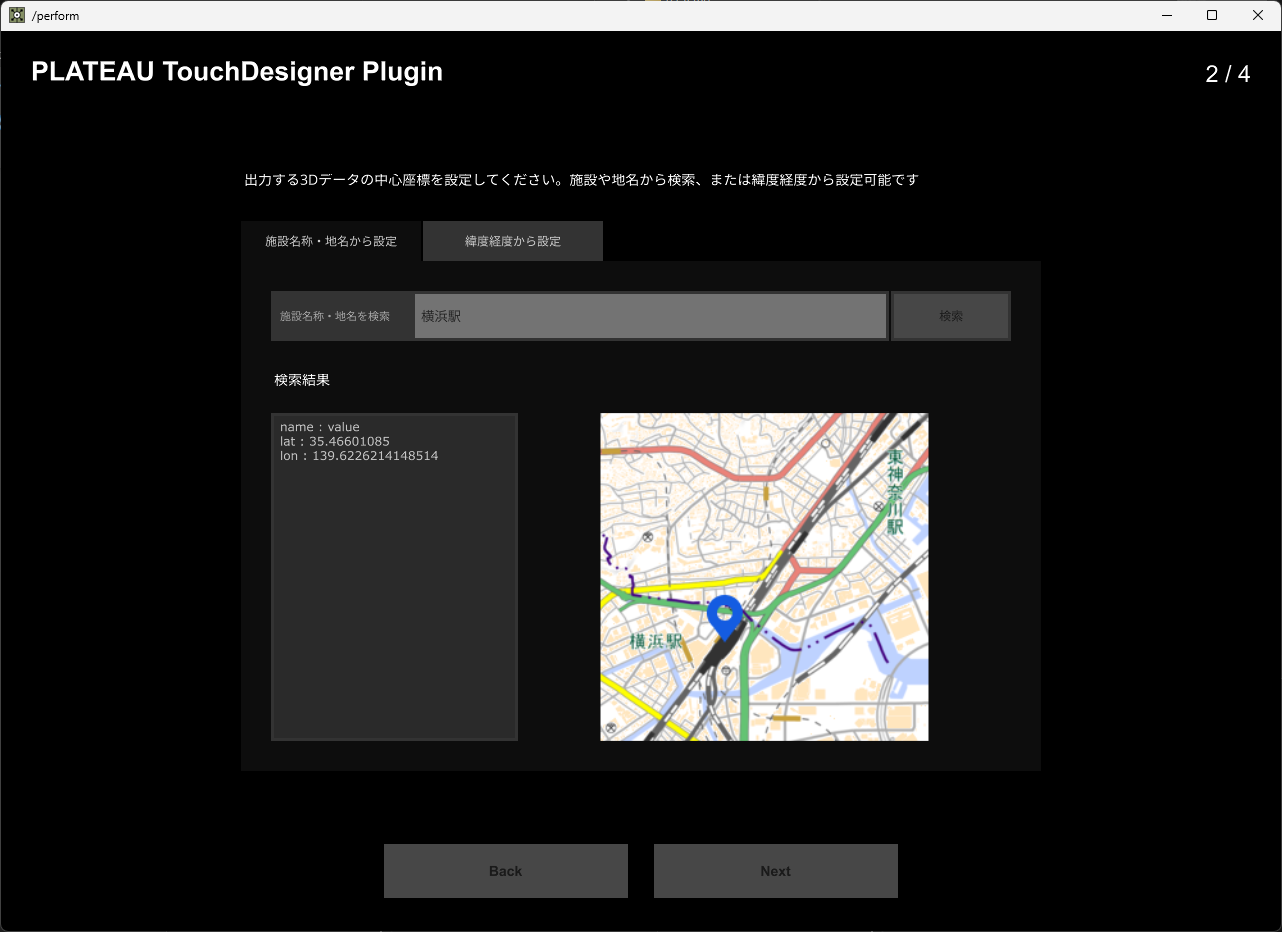 /perform
PLATEAU TouchDesigner Plugin
2 / 4
出力する3Dデータの中心座標を設定してください。施設や地名から検索、または緯度経度から設定可能です
施設名称・地名から設定
緯度経度から設定
施設名称・地名を検索
横浜駅
検索
検索結果
name : value
lat : 35.46601085
lon : 139.6226214148514
東神奈川駅
横浜駅
Back
Next